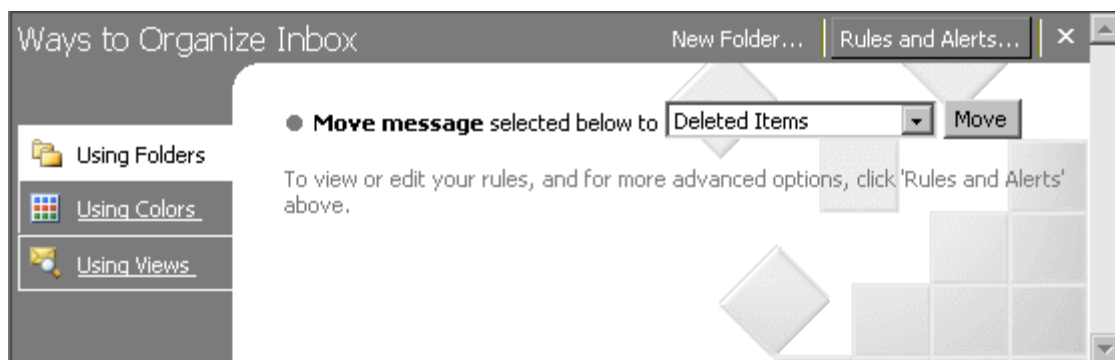 Ways to Organize Inbox
New Folder...
Rules and Alerts...
Move message selected below to Deleted Items Move
Using Folders
To view or edit your rules, and for more advanced options, click 'Rules and Alerts'
above.
Using Colors
Using Views